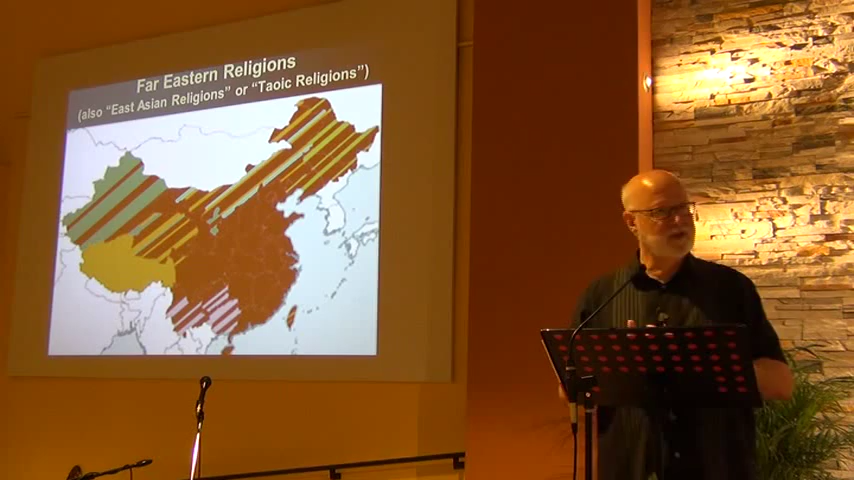 Far Eastern Religions
(also “East Asian Religions” or “Taoic Religions”)